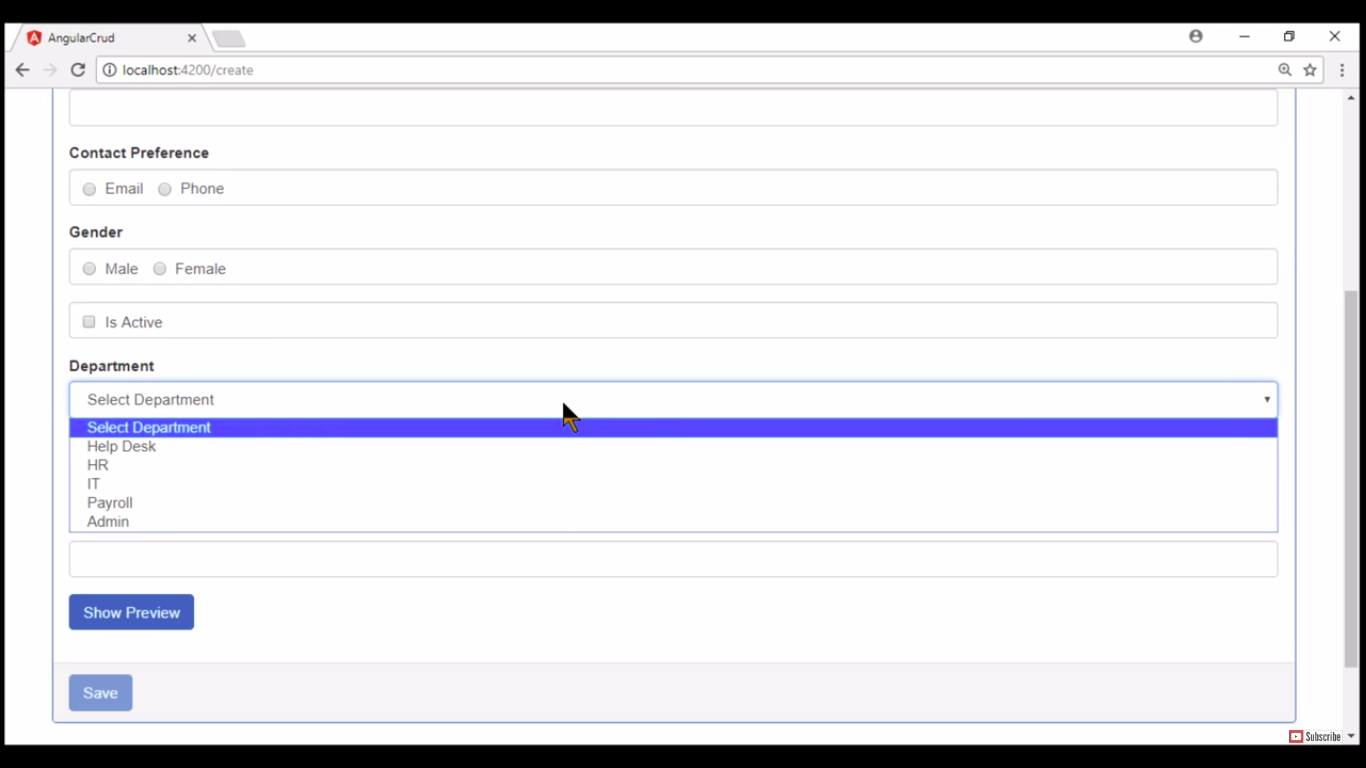 AngularCrud
localhost:4200/create
Contact Preference
Email Phone
Gender
Male Female
Is Active
Department
Select Department
Select Department
Help Desk
HR
IT
Payroll
Admin
Show Preview
Save
Subscribe